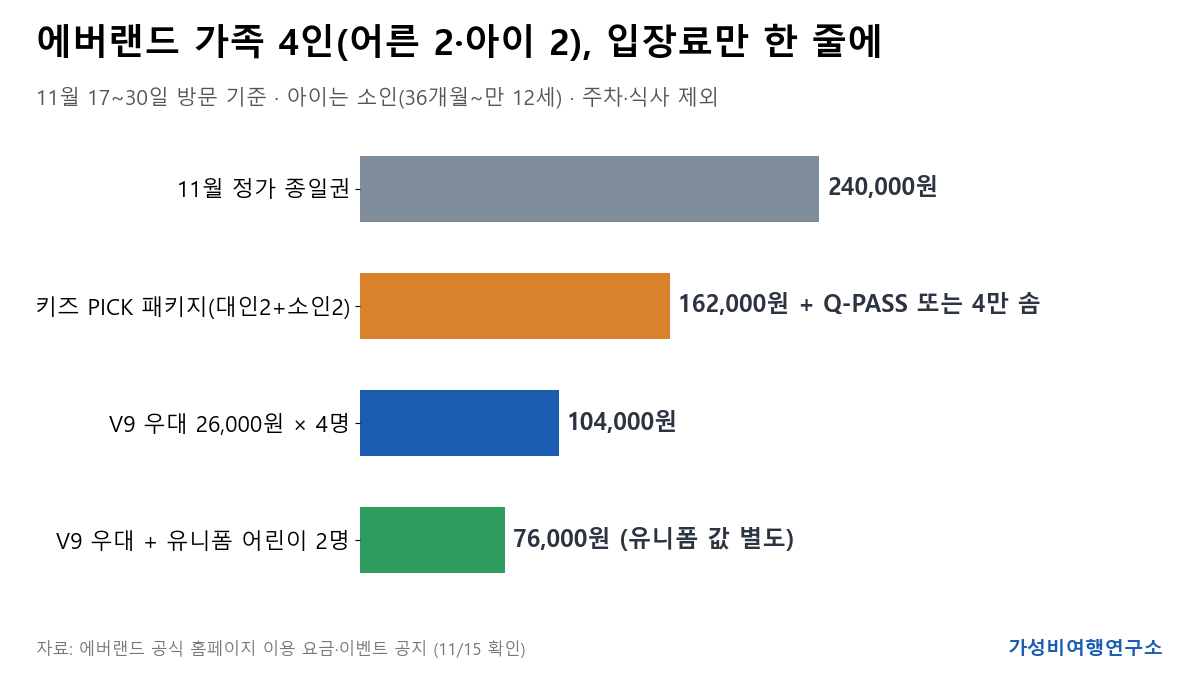 에버랜드 가족 4인(어른 2·아이 2), 입장료만 한 줄에
11월 17~30일 방문 기준 · 아이는 소인(36개월~만 12세) · 주차·식사 제외
11월 정가 종일권
240,000원
키즈 PICK 패키지(대인2+소인2)
162,000원 + Q-PASS 또는 4만 솜
V9 우대 26,000원 × 4명
104,000원
V9 우대 + 유니폼 어린이 2명
76,000원 (유니폼 값 별도)
자료: 에버랜드 공식 홈페이지 이용 요금·이벤트 공지 (11/15 확인)
가성비여행연구소